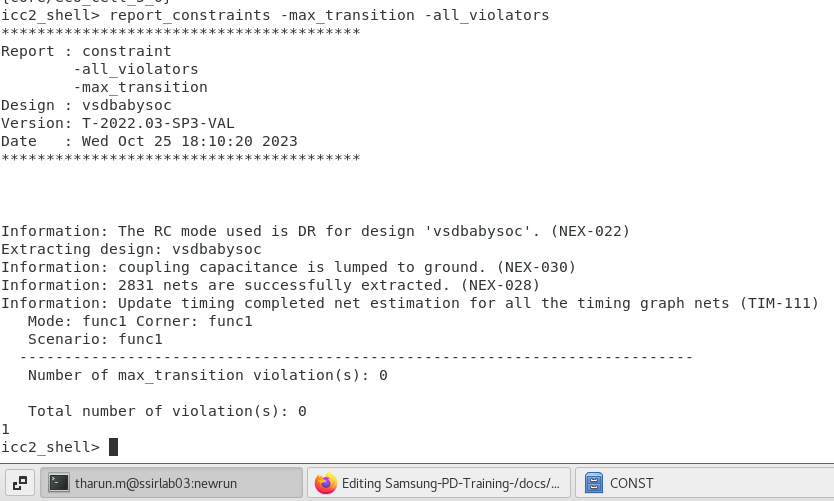 icc2_shell> report_constraints -max_transition -all_violators
****************************************
Report : constraint
        -all_violators
        -max_transition
Design : vsdbabysoc
Version: T-2022.03-SP3-VAL
Date   : Wed Oct 25 18:10:20 2023
****************************************
Information: The RC mode used is DR for design 'vsdbabysoc'. (NEX-022)
Extracting design: vsdbabysoc
Information: coupling capacitance is lumped to ground. (NEX-030)
Information: 2831 nets are successfully extracted. (NEX-028)
Information: Update timing completed net estimation for all the timing graph nets (TIM-111)
   Mode: func1 Corner: func1
   Scenario: func1
  ---------------------------------------------------------------------------
   Number of max_transition violation(s): 0
   Total number of violation(s): 0
1
icc2_shell>
tharun.m@ssirlab03:newrun
Editing Samsung-PD-Training-/docs/...
CONST